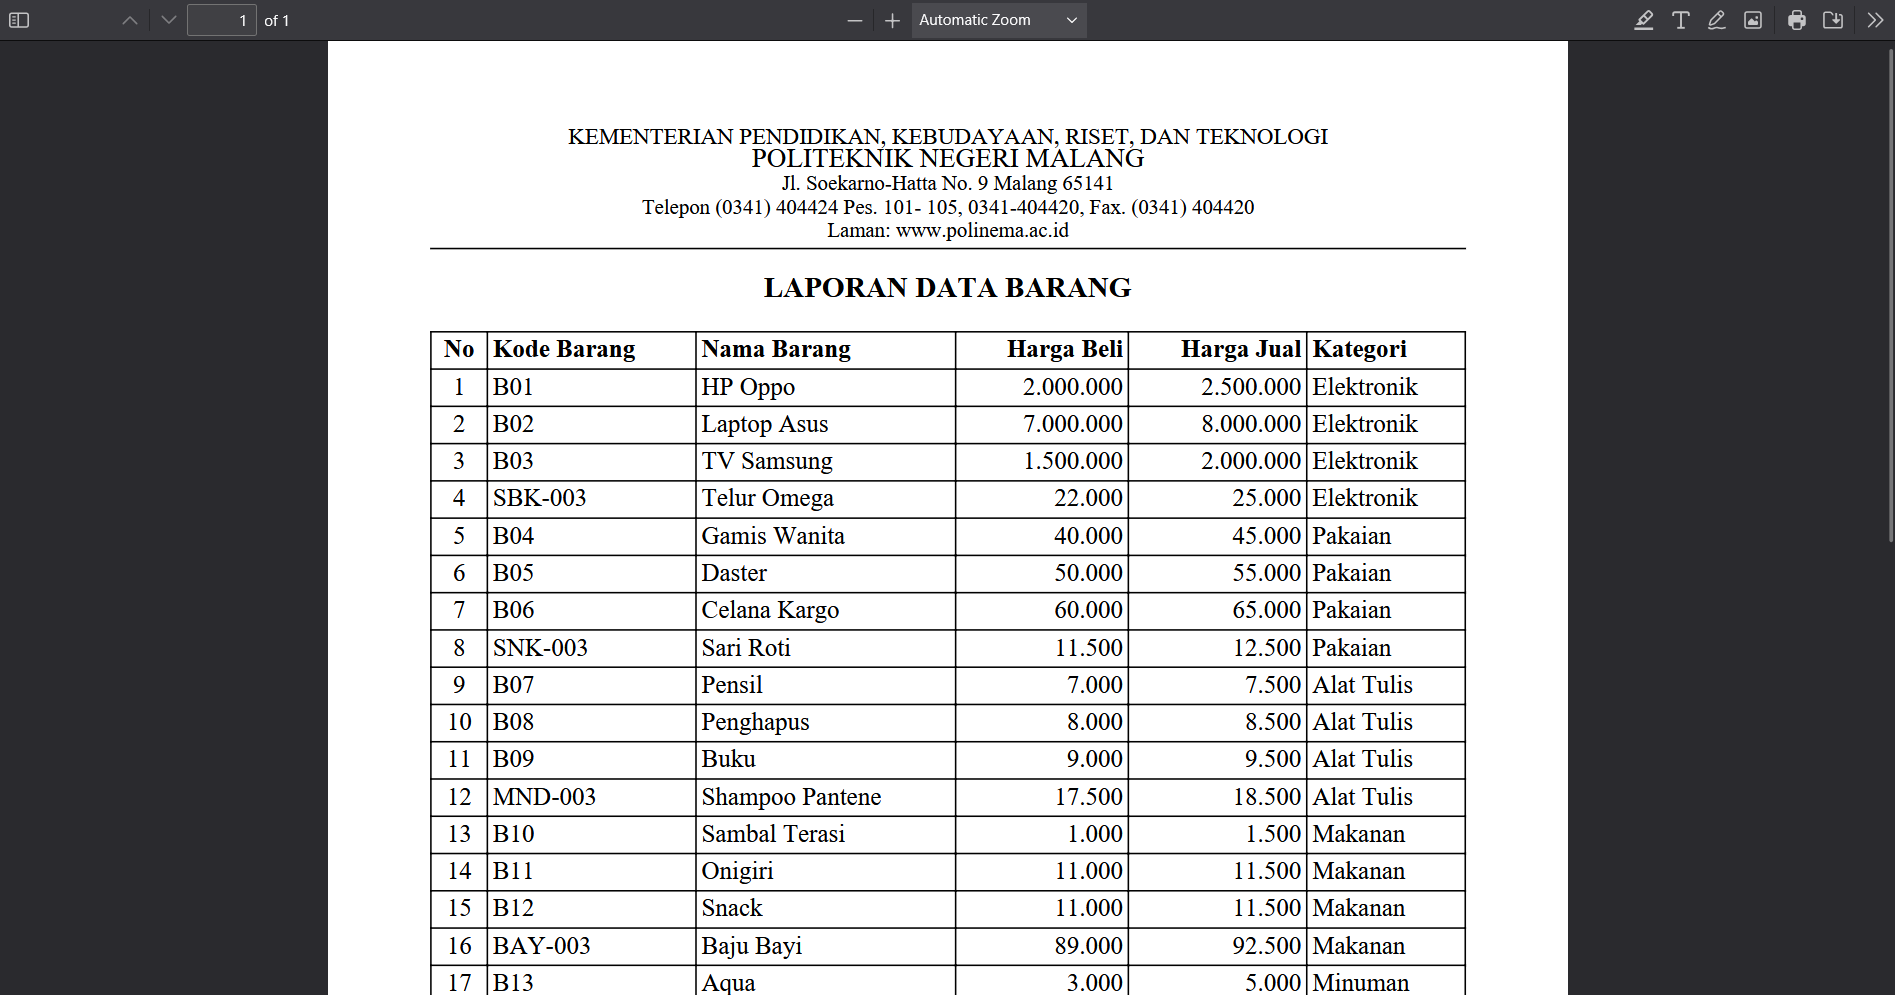 1 of 1 Automatic Zoom
KEMENTERIAN PENDIDIKAN, KEBUDAYAAN, RISET, DAN TEKNOLOGI
POLITEKNIK NEGERI MALANG
Jl. Soekarno-Hatta No. 9 Malang 65141
Telepon (0341) 404424 Pes. 101- 105, 0341-404420, Fax. (0341) 404420
Laman: www.polinema.ac.id
LAPORAN DATA BARANG
No Kode Barang Nama Barang Harga Beli Harga Jual Kategori
1 B01 HP Oppo 2.000.000 2.500.000 Elektronik
2 B02 Laptop Asus 7.000.000 8.000.000 Elektronik
3 B03 TV Samsung 1.500.000 2.000.000 Elektronik
4 SBK-003 Telur Omega 22.000 25.000 Elektronik
5 B04 Gamis Wanita 40.000 45.000 Pakaian
6 B05 Daster 50.000 55.000 Pakaian
7 B06 Celana Kargo 60.000 65.000 Pakaian
8 SNK-003 Sari Roti 11.500 12.500 Pakaian
9 B07 Pensil 7.000 7.500 Alat Tulis
10 B08 Penghapus 8.000 8.500 Alat Tulis
11 B09 Buku 9.000 9.500 Alat Tulis
12 MND-003 Shampoo Pantene 17.500 18.500 Alat Tulis
13 B10 Sambal Terasi 1.000 1.500 Makanan
14 B11 Onigiri 11.000 11.500 Makanan
15 B12 Snack 11.000 11.500 Makanan
16 BAY-003 Baju Bayi 89.000 92.500 Makanan
17 B13 Aqua 3.000 5.000 Minuman